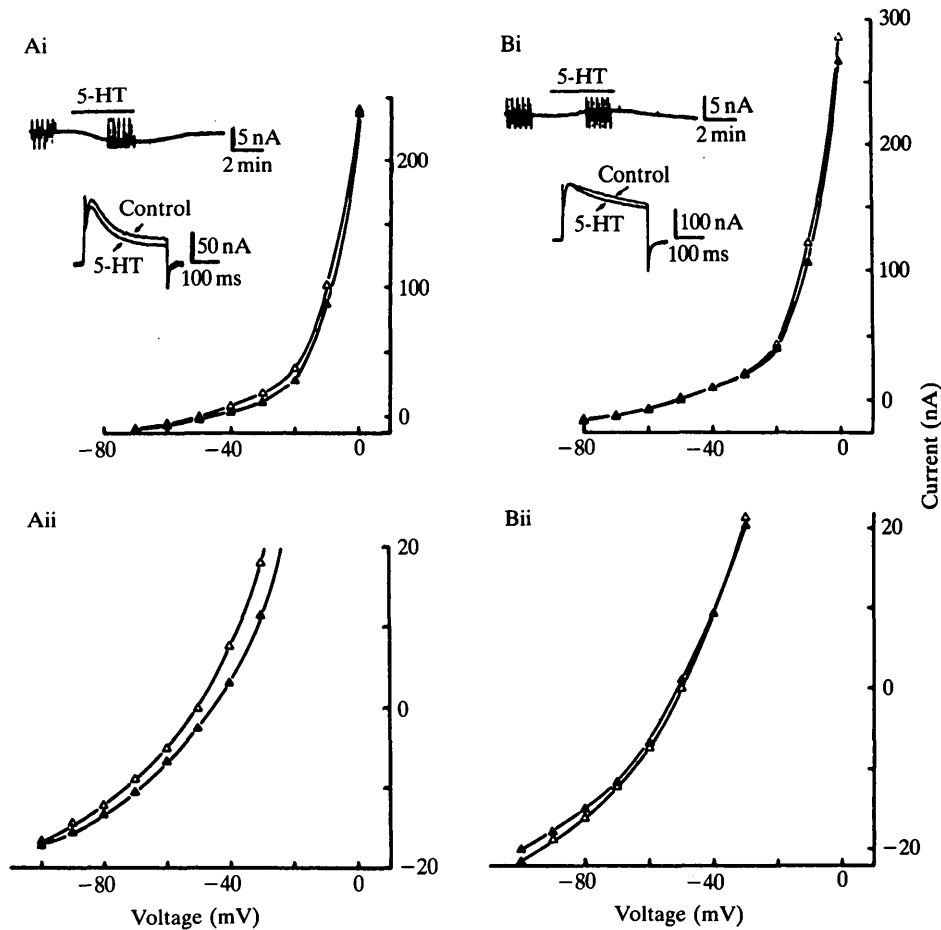 Ai
5-HT
5 nA
2 min
Control
5-HT
50 nA
100 ms
200
100
0
−80
−40
0
Bi
5-HT
5 nA
2 min
Control
5-HT
100 nA
100 ms
300
200
100
0
−80
−40
0
Current (nA)
Aii
20
0
−20
−80
−40
0
Voltage (mV)
Bii
20
0
−20
−80
−40
0
Voltage (mV)